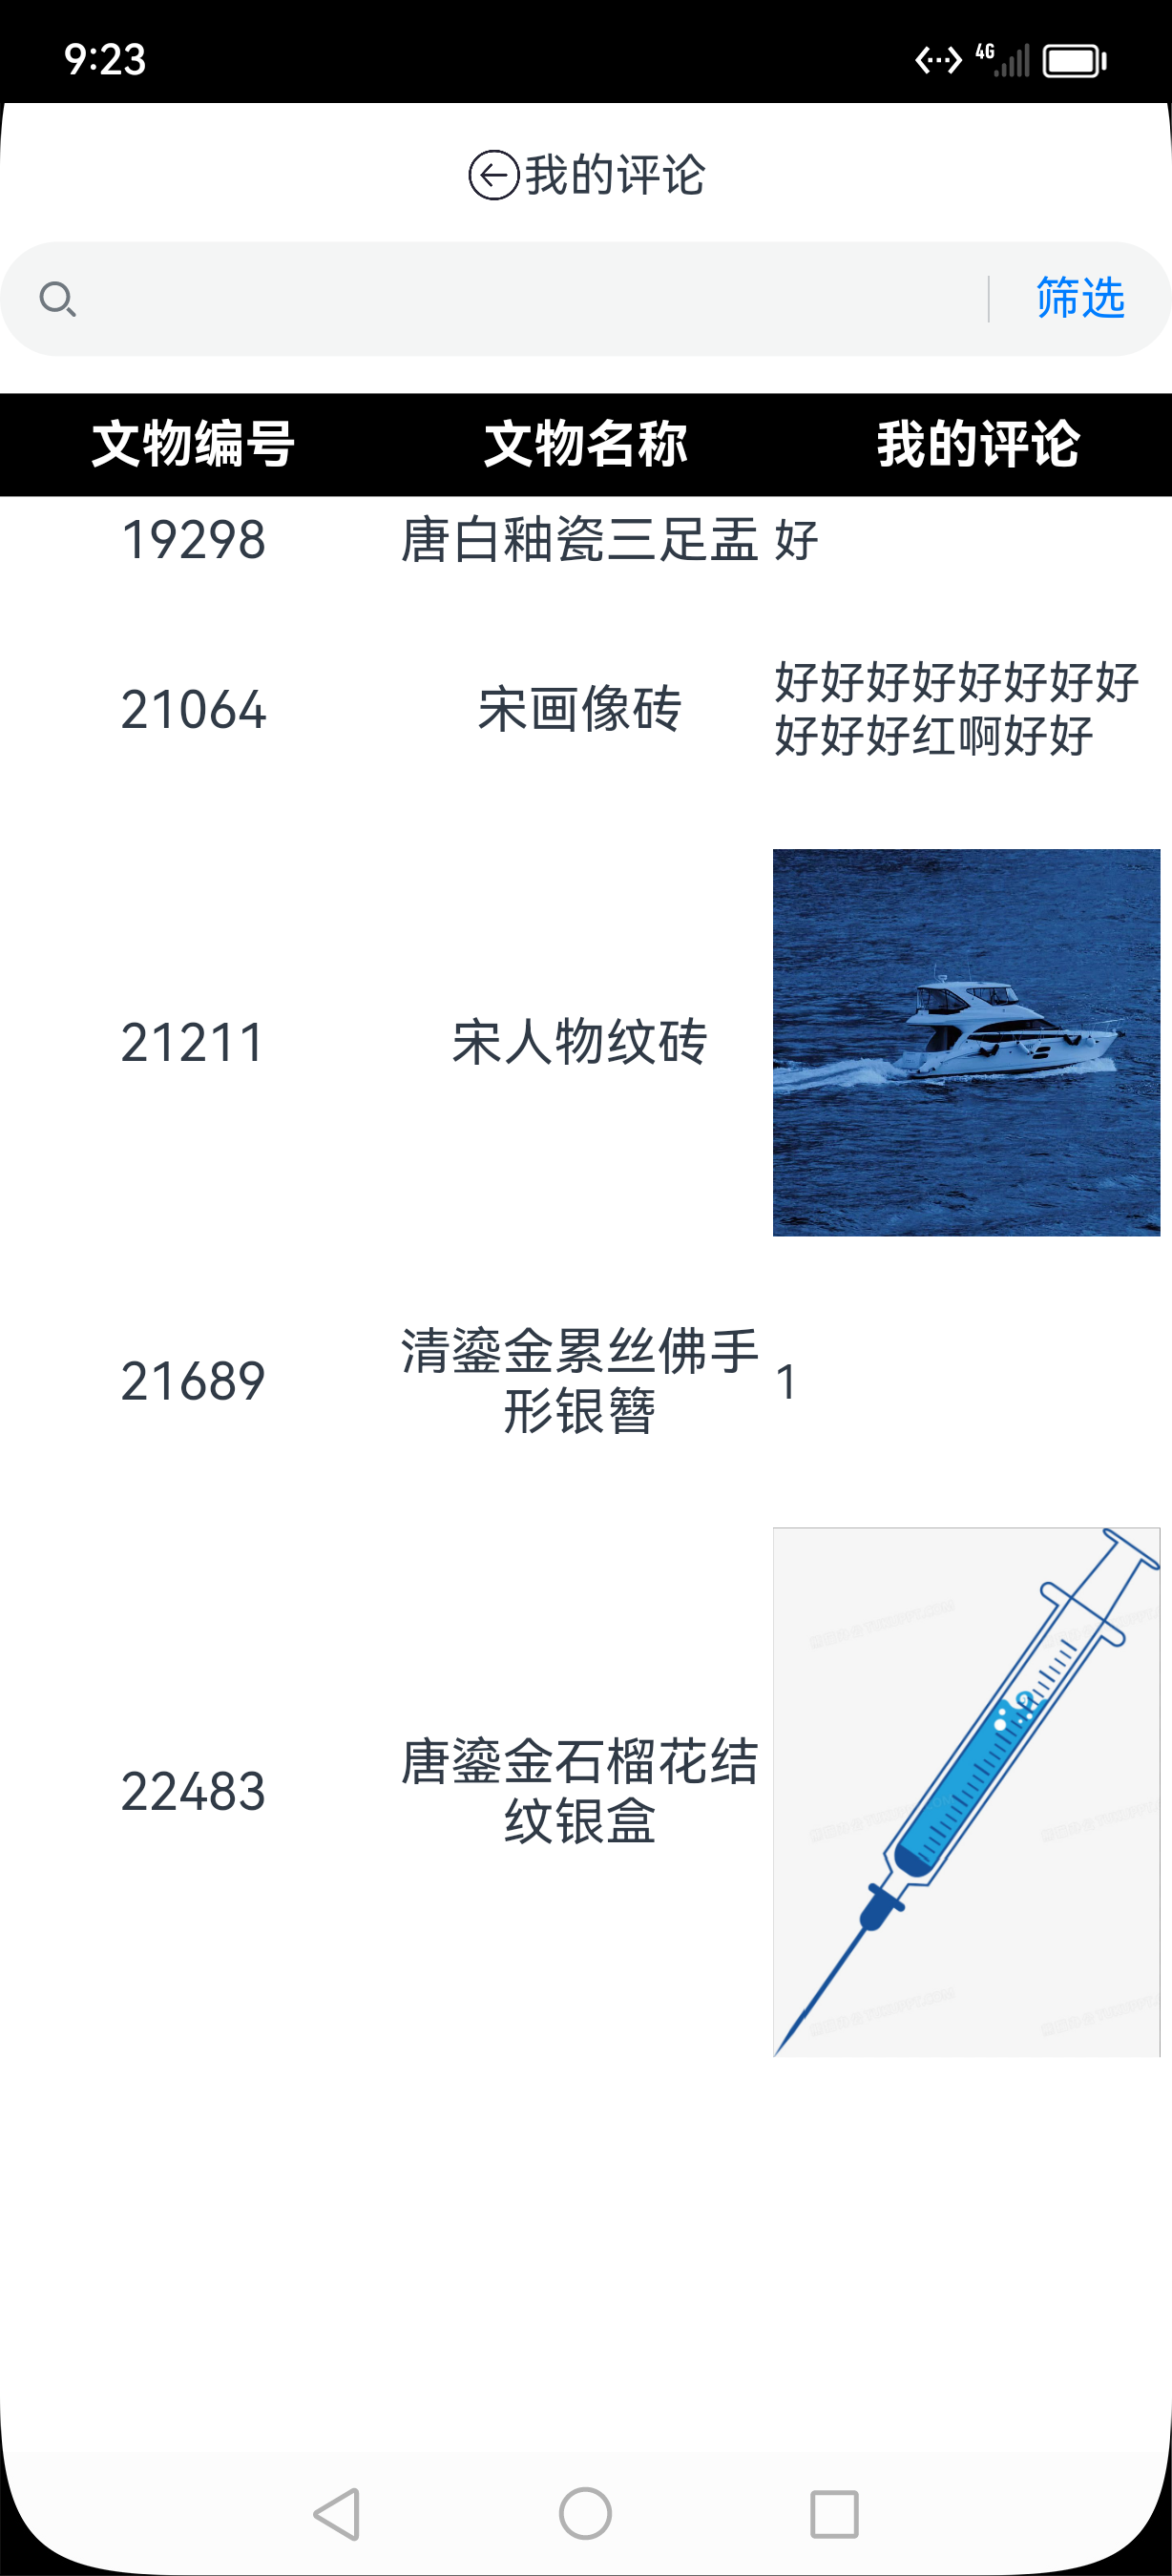 9:23
4G
我的评论
筛选
文物编号 文物名称 我的评论
19298 唐白釉瓷三足盂 好
21064 宋画像砖 好好好好好好好好
好好好红啊好好
21211 宋人物纹砖
21689 清鎏金累丝佛手
形银簪 1
22483 唐鎏金石榴花结
纹银盒